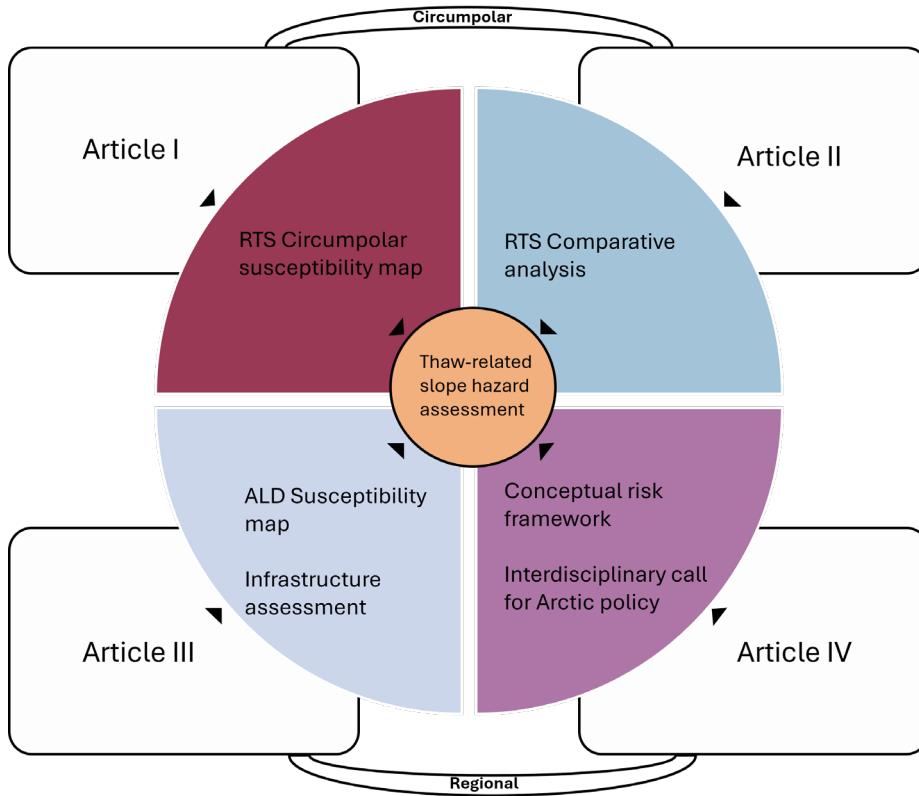 Circumpolar
Article I
Article II
RTS Circumpolar
susceptibility map
RTS Comparative
analysis
Thaw-related
slope hazard
assessment
ALD Susceptibility
map
Infrastructure
assessment
Conceptual risk
framework
Interdisciplinary call
for Arctic policy
Article III
Article IV
Regional